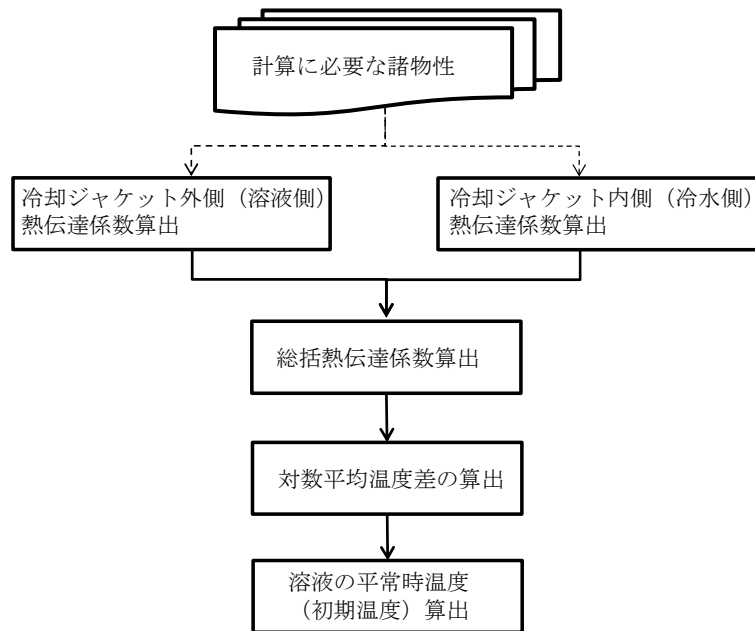 計算に必要な諸物性
冷却ジャケット外側（溶液側）
熱伝達係数算出
冷却ジャケット内側（冷水側）
熱伝達係数算出
総括熱伝達係数算出
対数平均温度差の算出
溶液の平常時温度
（初期温度）算出